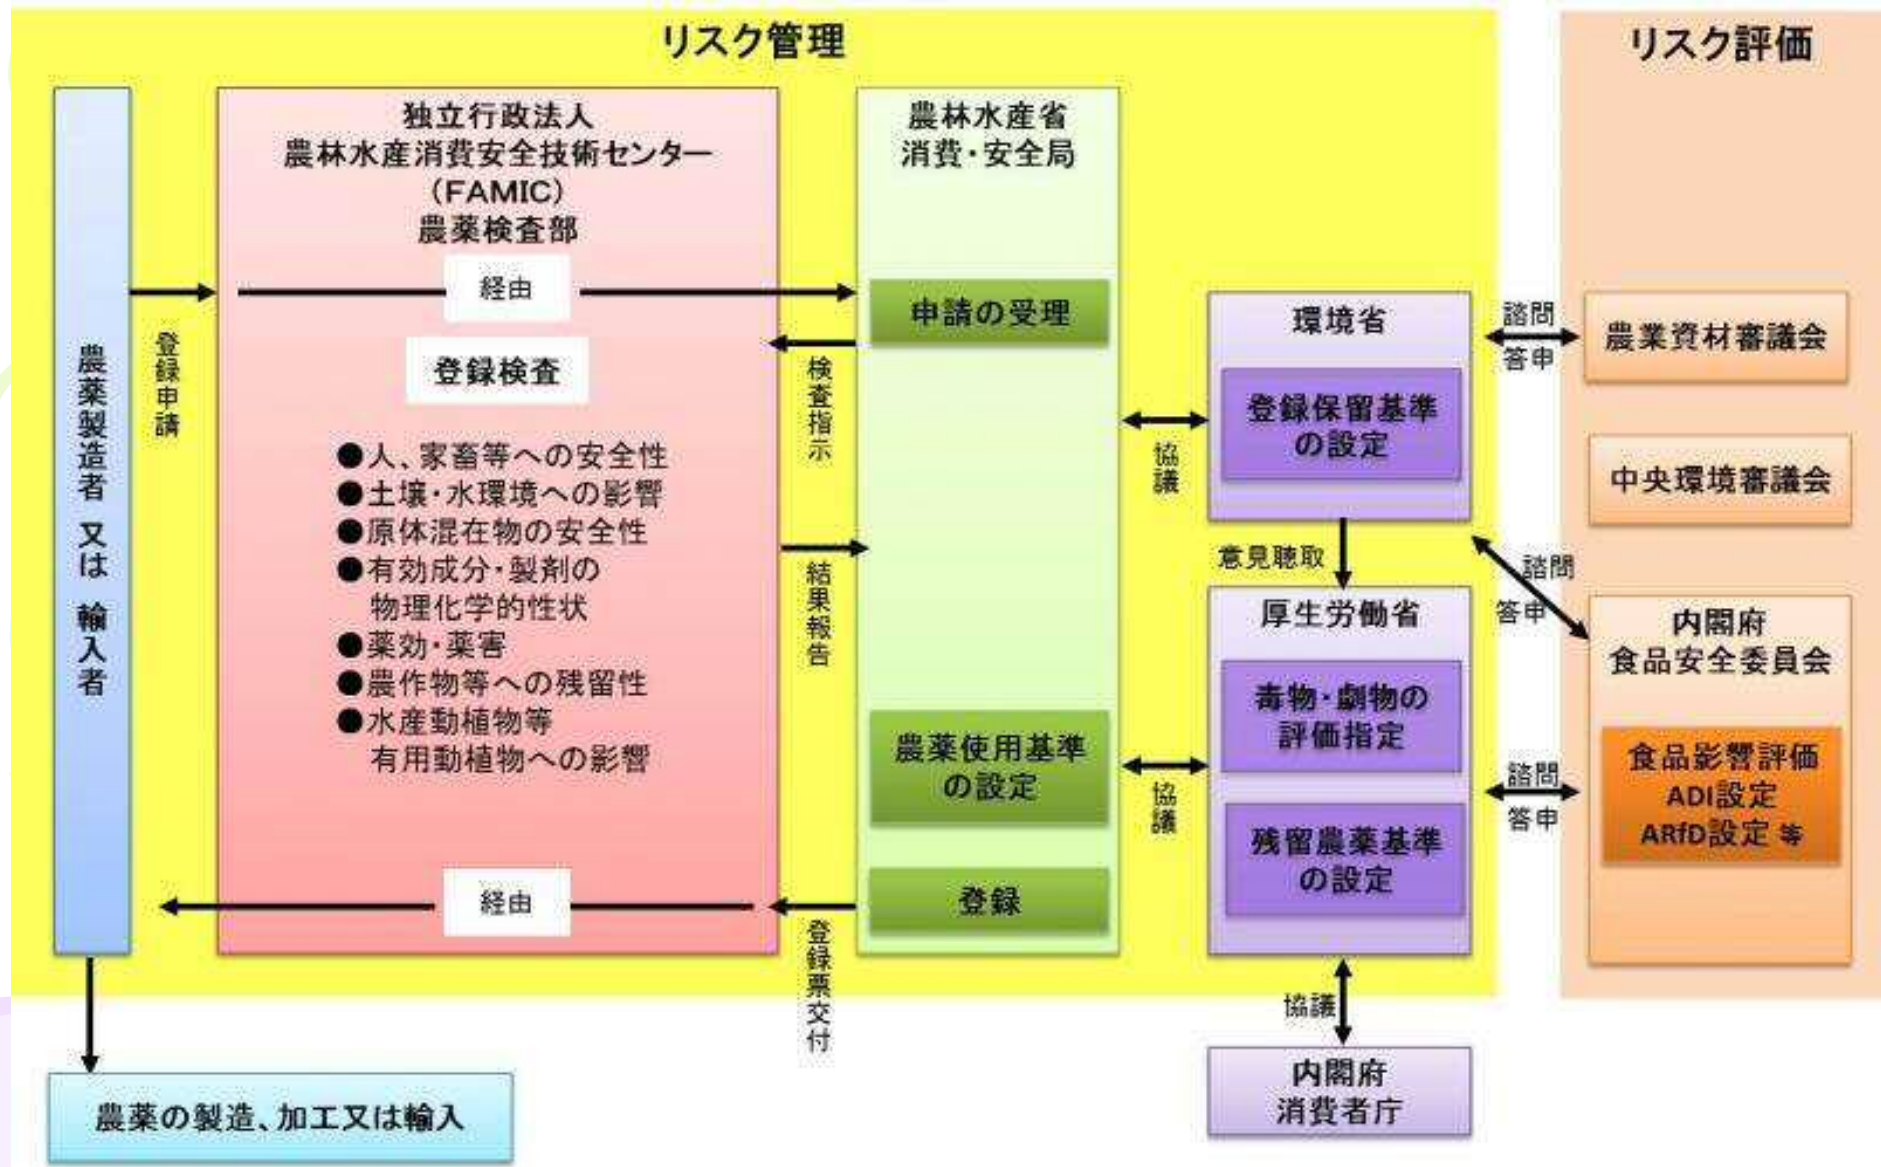 リスク管理
リスク評価
農薬製造者 又は 輸入者
登録申請
独立行政法人
農林水産消費安全技術センター
(FAMIC)
農薬検査部
経由
登録検査
●人、家畜等への安全性
●土壌・水環境への影響
●原体混在物の安全性
●有効成分・製剤の
物理化学的性状
●薬効・薬害
●農作物等への残留性
●水産動植物等
有用動植物への影響
経由
検査指示
結果報告
登録票交付
農林水産省
消費・安全局
申請の受理
農薬使用基準
の設定
登録
協議
協議
環境省
登録保留基準
の設定
意見聴取
厚生労働省
毒物・劇物の
評価指定
残留農薬基準
の設定
協議
内閣府
消費者庁
諮問
答申
諮問
答申
諮問
答申
農業資材審議会
中央環境審議会
内閣府
食品安全委員会
食品影響評価
ADI設定
ARfD設定 等
農薬の製造、加工又は輸入